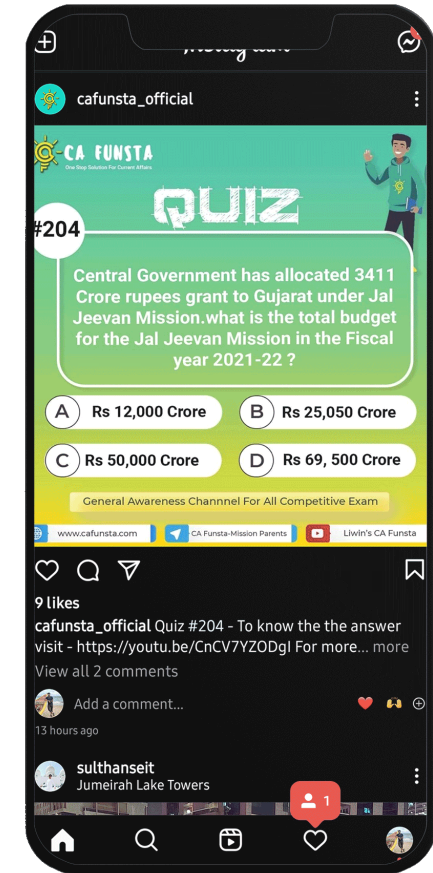 cafunsta_official
CA FUNSTA
One Stop Solution For Current Affairs
QUIZ
#204
Central Government has allocated 3411
Crore rupees grant to Gujarat under Jal
Jeevan Mission.what is the total budget
for the Jal Jeevan Mission in the Fiscal
year 2021-22 ?
A Rs 12,000 Crore
B Rs 25,050 Crore
C Rs 50,000 Crore
D Rs 69, 500 Crore
General Awareness Channnel For All Competitive Exam
www.cafunsta.com
CA Funsta-Mission Parents
Liwin's CA Funsta
9 likes
cafunsta_official Quiz #204 - To know the the answer
visit - https://youtu.be/CnCV7YZODgI For more... more
View all 2 comments
Add a comment...
13 hours ago
sulthanseit
Jumeirah Lake Towers
1